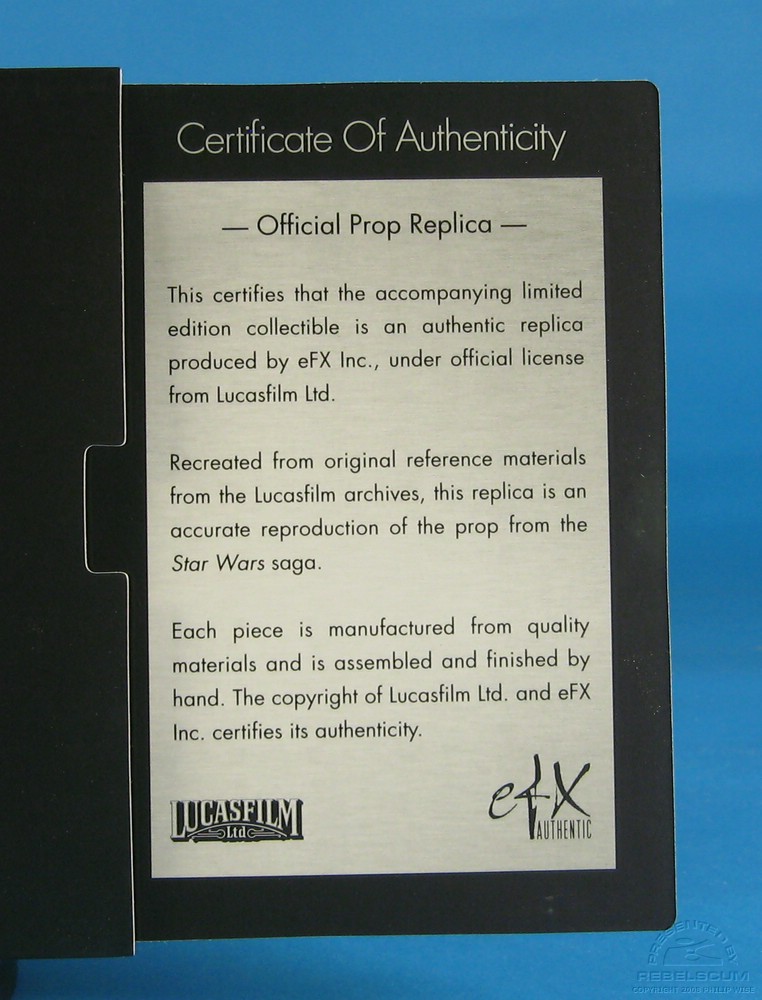 Certificate Of Authenticity
— Official Prop Replica —
This certifies that the accompanying limited
edition collectible is an authentic replica
produced by eFX Inc., under official license
from Lucasfilm Ltd.
Recreated from original reference materials
from the Lucasfilm archives, this replica is an
accurate reproduction of the prop from the
Star Wars saga.
Each piece is manufactured from quality
materials and is assembled and finished by
hand. The copyright of Lucasfilm Ltd. and eFX
Inc. certifies its authenticity.
LUCASFILM
Ltd
eFX
AUTHENTIC
PRESENTED BY
REBELSCUM